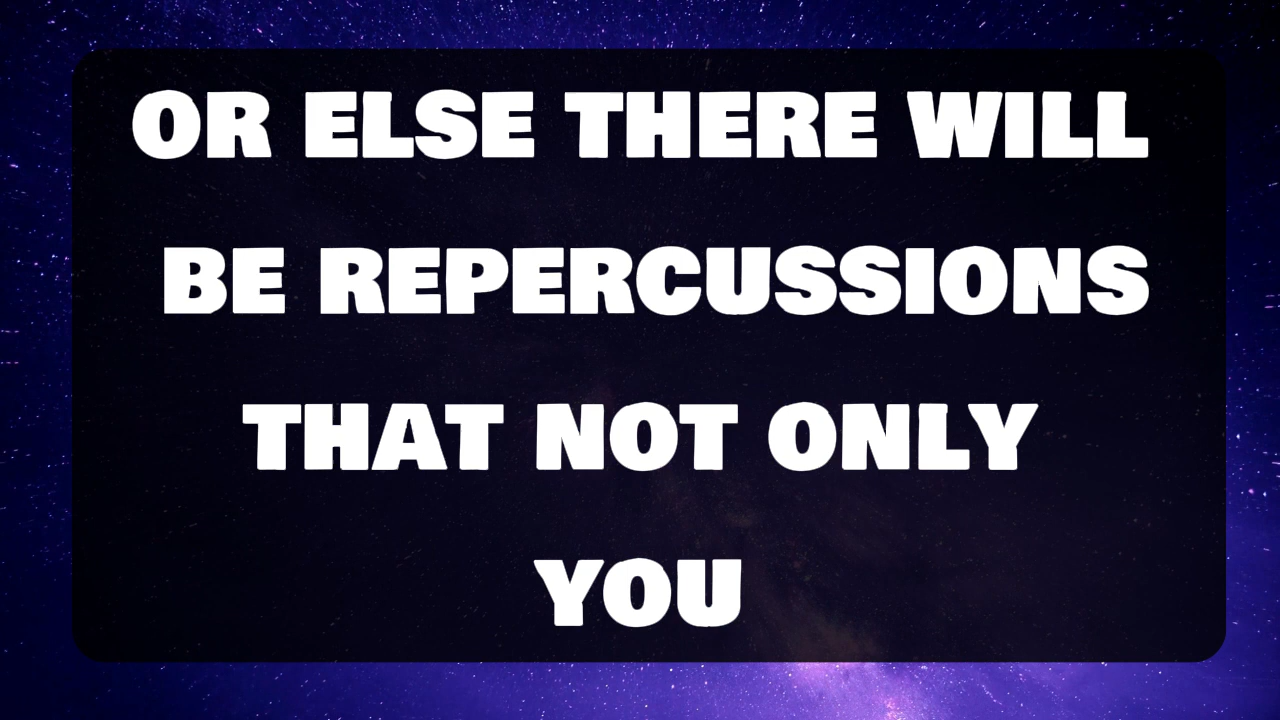 OR ELSE THERE WILL
BE REPERCUSSIONS
THAT NOT ONLY
YOU